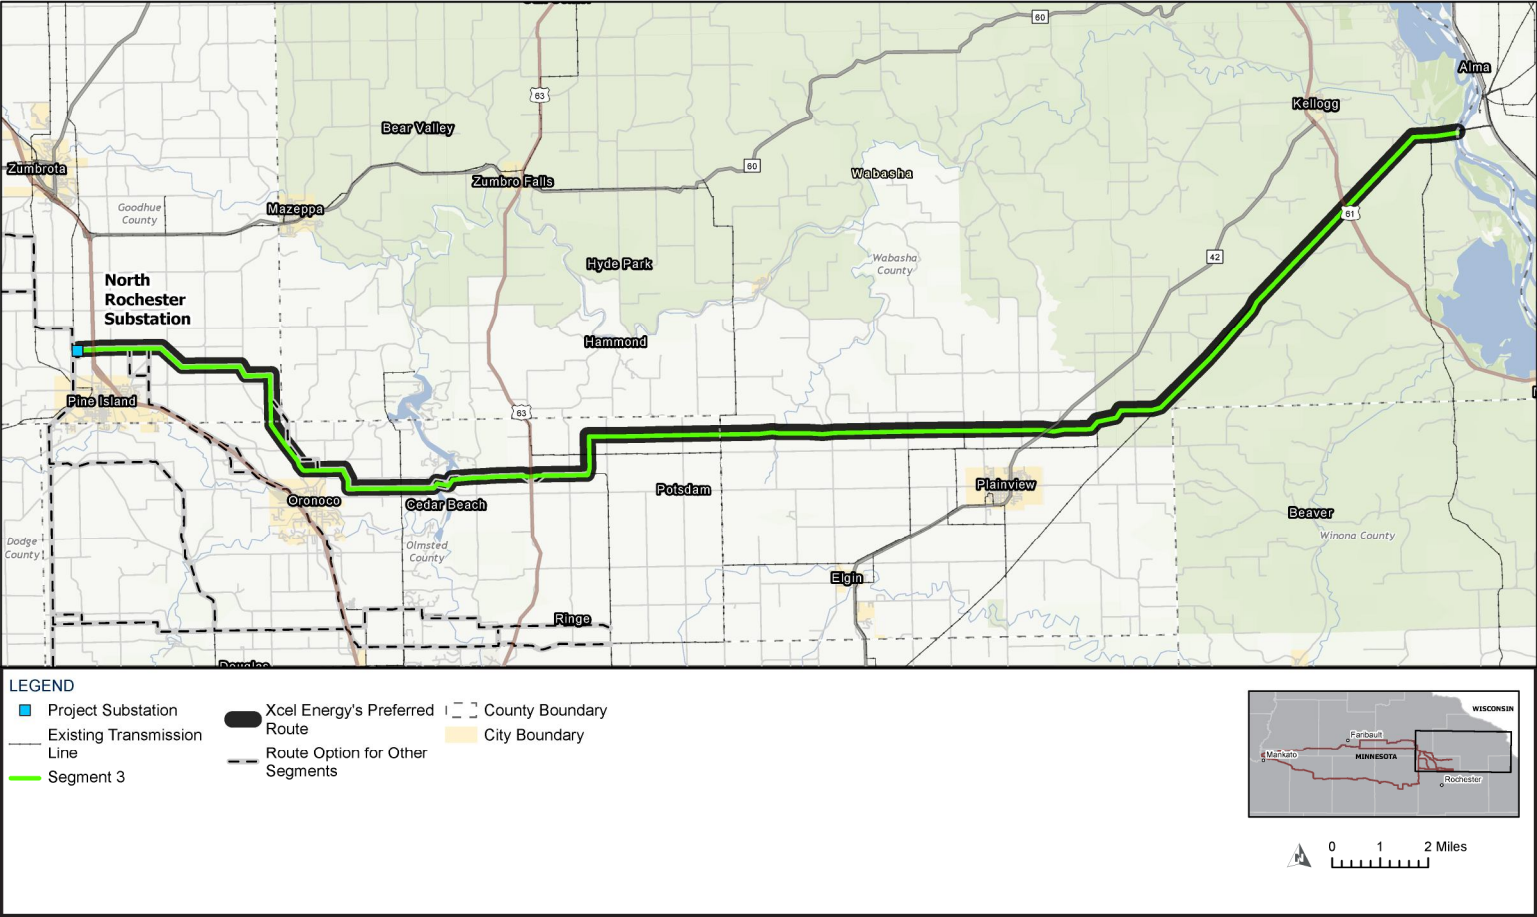 60
Alma
63
Kellogg
Bear Valley
60
Zumbrota
Wabasha
Zumbro Falls
Goodhue
County
Mazeppa
61
Hyde Park
42
Wabasha
County
North
Rochester
Substation
Hammond
Pine Island
63
Plainview
Potsdam
Oronoco
Cedar Beach
Beaver
Winona County
Dodge
County
Olmsted
County
Elgin
Ringe
Douglas
LEGEND
Project Substation
Existing Transmission
Line
Segment 3
Xcel Energy's Preferred
Route
Route Option for Other
Segments
County Boundary
City Boundary
WISCONSIN
Faribault
Mankato
MINNESOTA
Rochester
N
0 1 2 Miles